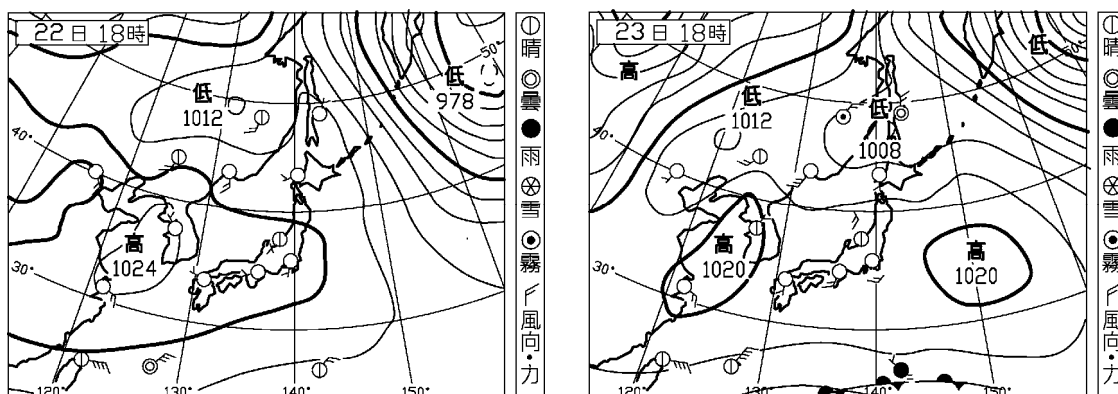 22日18時
低
978
50°
低
1012
40°
高
1024
30°
120°
130°
140°
150°
晴
曇
雨
雪
霧
風向・力
23日18時
低
50°
高
低
1012
低
1008
40°
高
1020
高
1020
30°
120°
130°
140°
150°
晴
曇
雨
雪
霧
風向・力